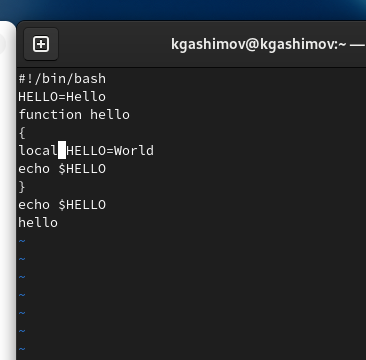 kgashimov@kgashimov:~ —
#!/bin/bash
HELLO=Hello
function hello
{
local HELLO=World
echo $HELLO
}
echo $HELLO
hello
~
~
~
~
~
~
~